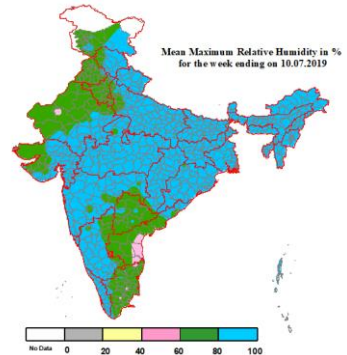 Mean Maximum Relative Humidity in %
for the week ending on 10.07.2019
No Data 0 20 40 60 80 100